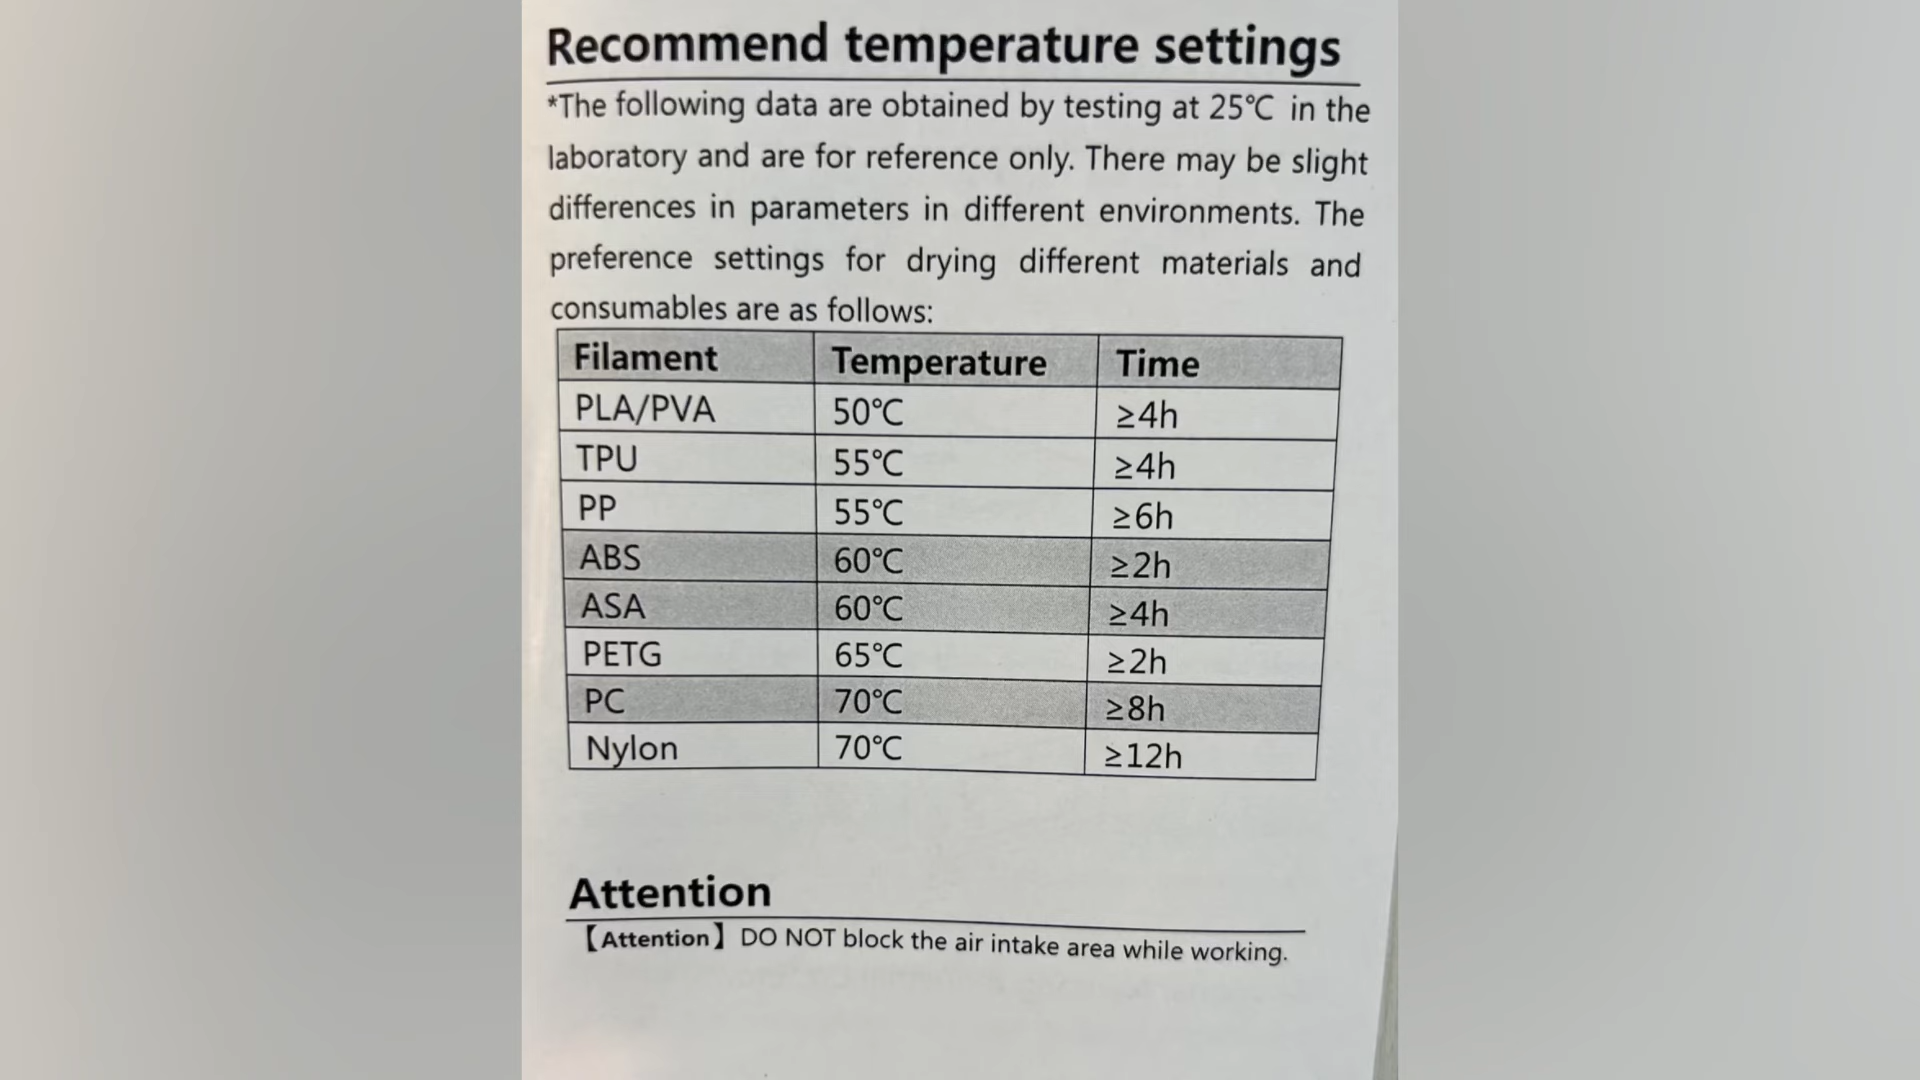 Recommend temperature settings
*The following data are obtained by testing at 25℃ in the
laboratory and are for reference only. There may be slight
differences in parameters in different environments. The
preference settings for drying different materials and
consumables are as follows:
Filament Temperature Time
PLA/PVA 50℃ ≥4h
TPU 55℃ ≥4h
PP 55℃ ≥6h
ABS 60℃ ≥2h
ASA 60℃ ≥4h
PETG 65℃ ≥2h
PC 70℃ ≥8h
Nylon 70℃ ≥12h
Attention
【Attention】 DO NOT block the air intake area while working.